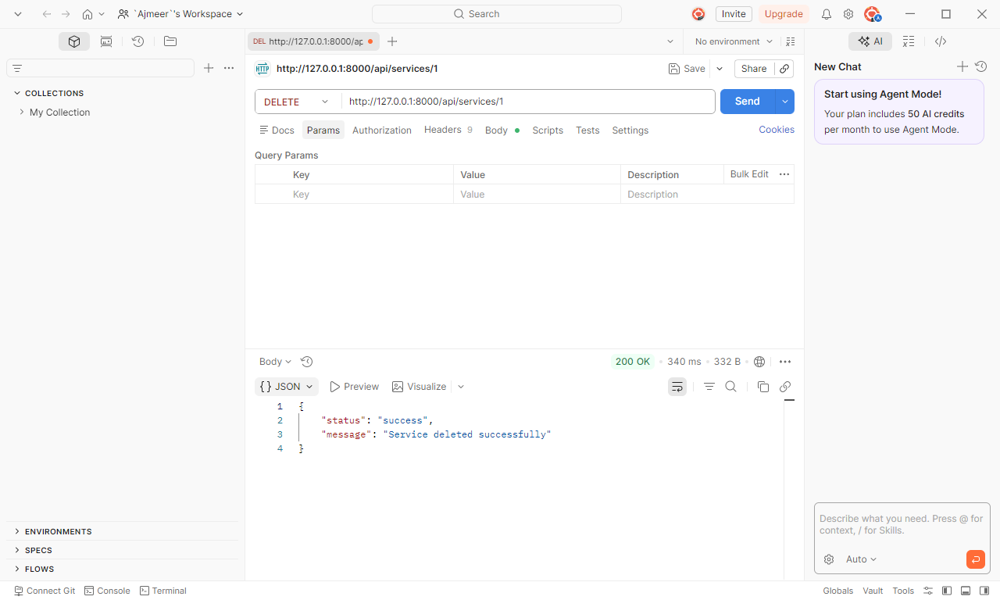 `Ajmeer`'s Workspace
Search
Invite
Upgrade
DEL http://127.0.0.1:8000/ap
No environment
AI
http://127.0.0.1:8000/api/services/1
Save
Share
New Chat
COLLECTIONS
My Collection
DELETE
http://127.0.0.1:8000/api/services/1
Send
Start using Agent Mode!
Your plan includes 50 AI credits
per month to use Agent Mode.
Docs Params Authorization Headers 9 Body Scripts Tests Settings Cookies
Query Params
Key Value Description Bulk Edit
Key Value Description
Body
200 OK 340 ms 332 B
{} JSON Preview Visualize
1 {
2 "status": "success",
3 "message": "Service deleted successfully"
4 }
ENVIRONMENTS
SPECS
FLOWS
Describe what you need. Press @ for
context, / for Skills.
Auto
Connect Git Console Terminal
Globals Vault Tools